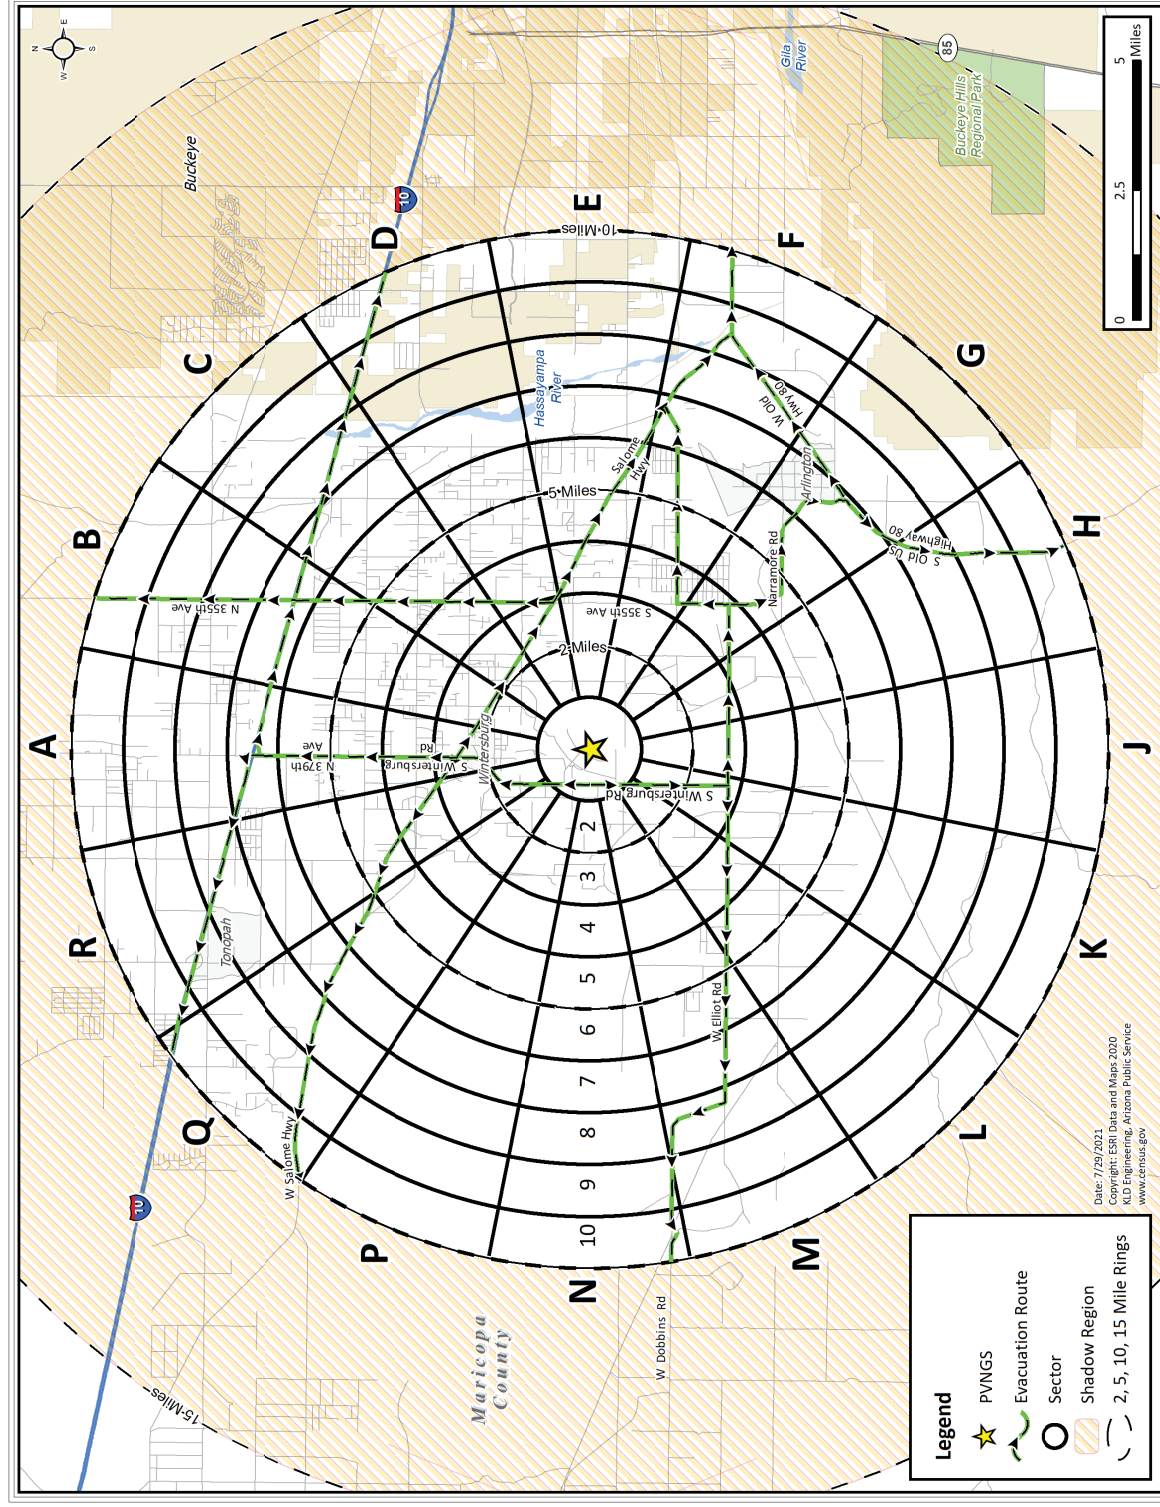 N
E
S
W
Buckeye
10
85
Gila
River
Buckeye Hills
Regional Park
0
2.5
5
Miles
A
B
C
D
E
F
G
H
J
K
L
M
N
P
Q
R
10 Miles
5 Miles
2 Miles
15 Miles
2
3
4
5
6
7
8
9
10
Hassayampa
River
Salome
Hwy
W Old
Hwy 80
Arlington
S Old US
Highway 80
Narramore Rd
N 355th Ave
S 355th Ave
N 379th
Ave
S Wintersburg
Rd
Wintersburg
S Wintersburg Rd
Tonopah
W Elliot Rd
W Salome Hwy
10
W Dobbins Rd
Maricopa
County
Legend
PVNGS
Evacuation Route
Sector
Shadow Region
2, 5, 10, 15 Mile Rings
Date: 7/29/2021
Copyright: ESRI Data and Maps 2020
KLD Engineering, Arizona Public Service
www.census.gov